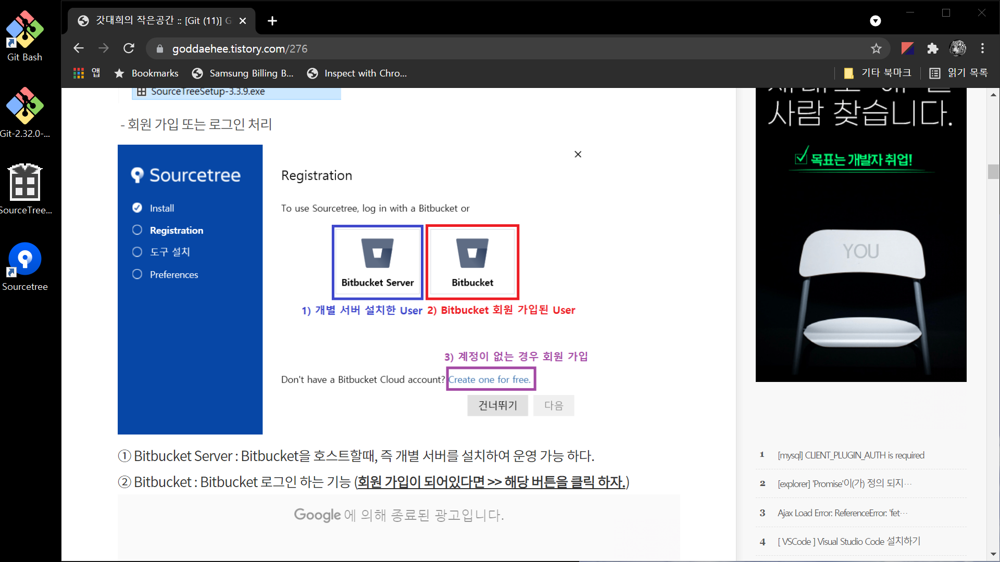 Git Bash
Git-2.32.0-...
SourceTree...
Sourcetree
갓대희의 작은공간 :: [Git (11)] G
goddaehee.tistory.com/276
앱
Bookmarks
Samsung Billing B...
Inspect with Chro...
기타 북마크
읽기 목록
SourceTreeSetup-3.3.9.exe
- 회원 가입 또는 로그인 처리
Sourcetree
Install
Registration
도구 설치
Preferences
Registration
To use Sourcetree, log in with a Bitbucket or
Bitbucket Server
Bitbucket
1) 개별 서버 설치한 User
2) Bitbucket 회원 가입된 User
3) 계정이 없는 경우 회원 가입
Don't have a Bitbucket Cloud account? Create one for free.
건너뛰기
다음
① Bitbucket Server : Bitbucket을 호스트할때, 즉 개별 서버를 설치하여 운영 가능 하다.
② Bitbucket : Bitbucket 로그인 하는 기능 (회원 가입이 되어있다면 >> 해당 버튼을 클릭 하자.)
Google 에 의해 종료된 광고입니다.
사람 찾습니다.
목표는 개발자 취업!
YOU
1 [mysql] CLIENT_PLUGIN_AUTH is required
2 [explorer] 'Promise'이(가) 정의 되지…
3 Ajax Load Error: ReferenceError: 'fet…
4 [ VSCode ] Visual Studio Code 설치하기